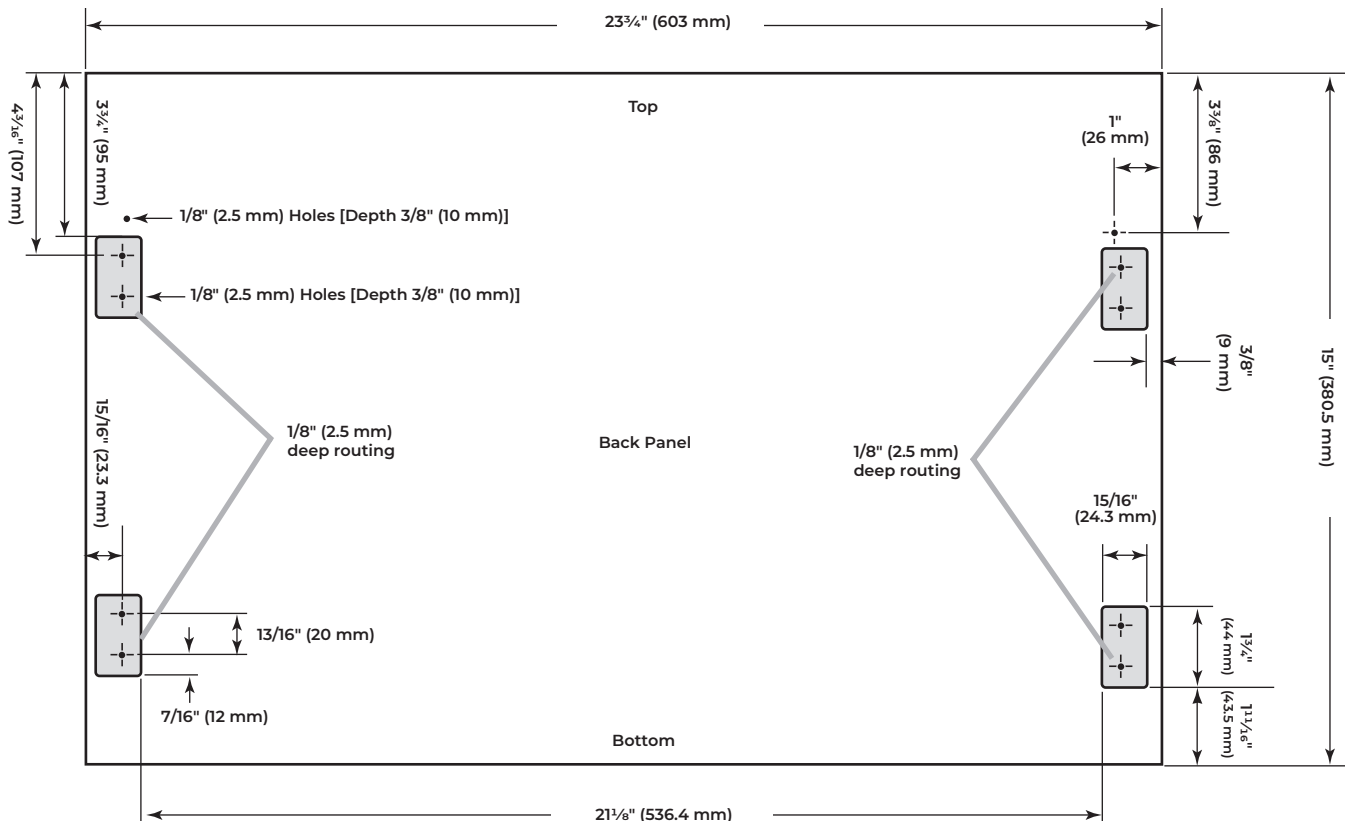 23¾" (603 mm)
Top
4³⁄₁₆" (107 mm)
3¾" (95 mm)
1"
(26 mm)
3⅜" (86 mm)
1/8" (2.5 mm) Holes [Depth 3/8" (10 mm)]
1/8" (2.5 mm) Holes [Depth 3/8" (10 mm)]
3/8"
(9 mm)
15" (380.5 mm)
15/16" (23.3 mm)
1/8" (2.5 mm)
deep routing
Back Panel
1/8" (2.5 mm)
deep routing
15/16"
(24.3 mm)
13/16" (20 mm)
1¾"
(44 mm)
7/16" (12 mm)
1¹¹⁄₁₆"
(43.5 mm)
Bottom
21⅛" (536.4 mm)